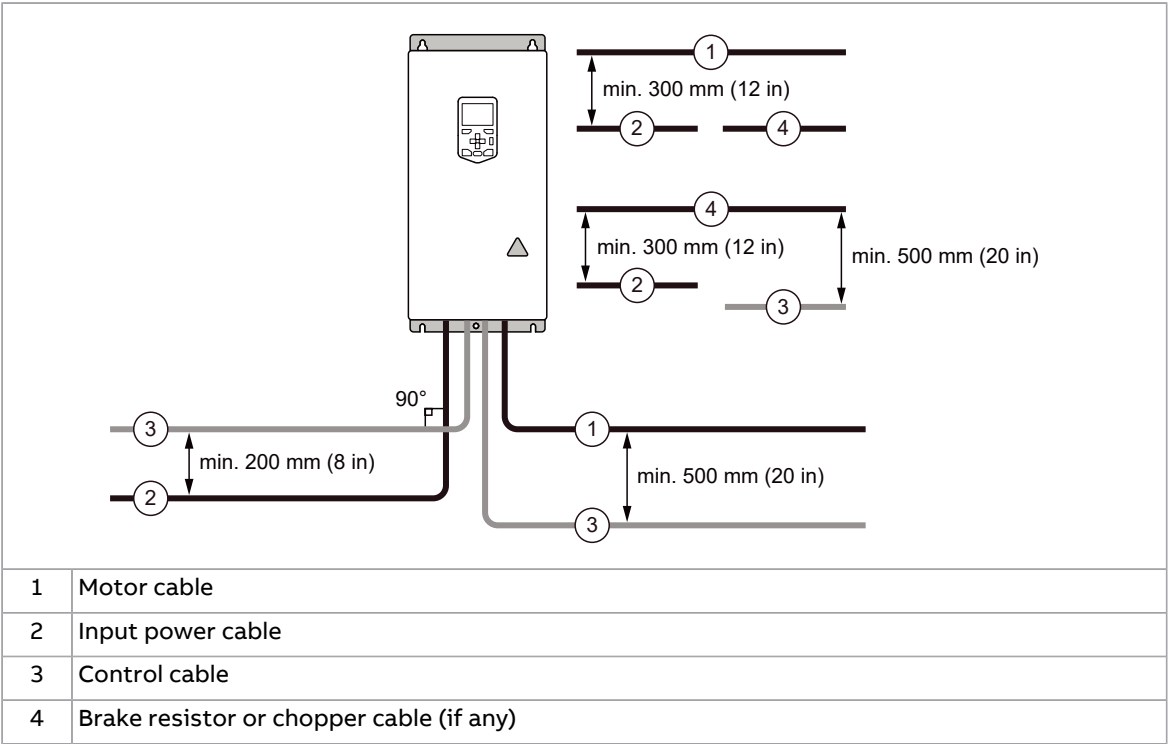 1
min. 300 mm (12 in)
2
4
4
min. 300 mm (12 in)
min. 500 mm (20 in)
2
3
90°
3
1
min. 200 mm (8 in)
min. 500 mm (20 in)
2
3
1 Motor cable
2 Input power cable
3 Control cable
4 Brake resistor or chopper cable (if any)